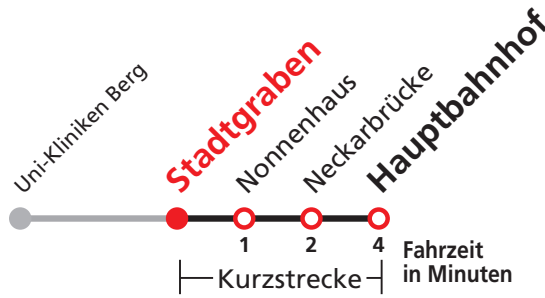 Uni-Kliniken Berg
Stadtgraben
Nonnenhaus
Neckarbrücke
Hauptbahnhof
1 2 4 Fahrzeit
in Minuten
Kurzstrecke